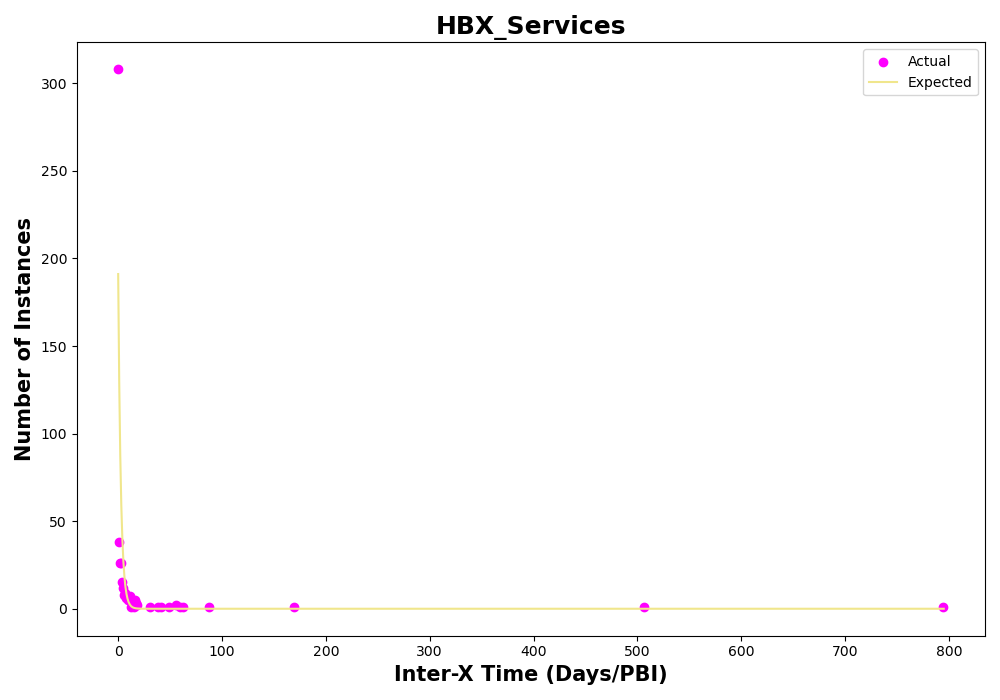 HBX_Services
Actual
Expected
300
250
200
150
100
50
0
Number of Instances
0 100 200 300 400 500 600 700 800
Inter-X Time (Days/PBI)